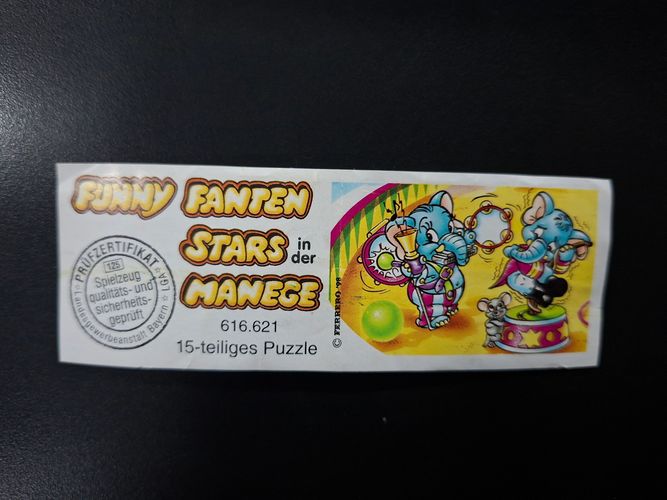 FUNNY FANTEN
STARS in der
MANEGE
616.621
15-teiliges Puzzle
PRÜFZERTIFIKAT
LGA
125
Spielzeug
qualitäts- und
sicherheits-
geprüft
Landesgewerbeanstalt Bayern